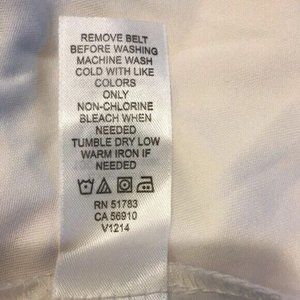 REMOVE BELT
BEFORE WASHING
MACHINE WASH
COLD WITH LIKE
COLORS
ONLY
NON-CHLORINE
BLEACH WHEN
NEEDED
TUMBLE DRY LOW
WARM IRON IF
NEEDED
RN 51783
CA 56910
V1214